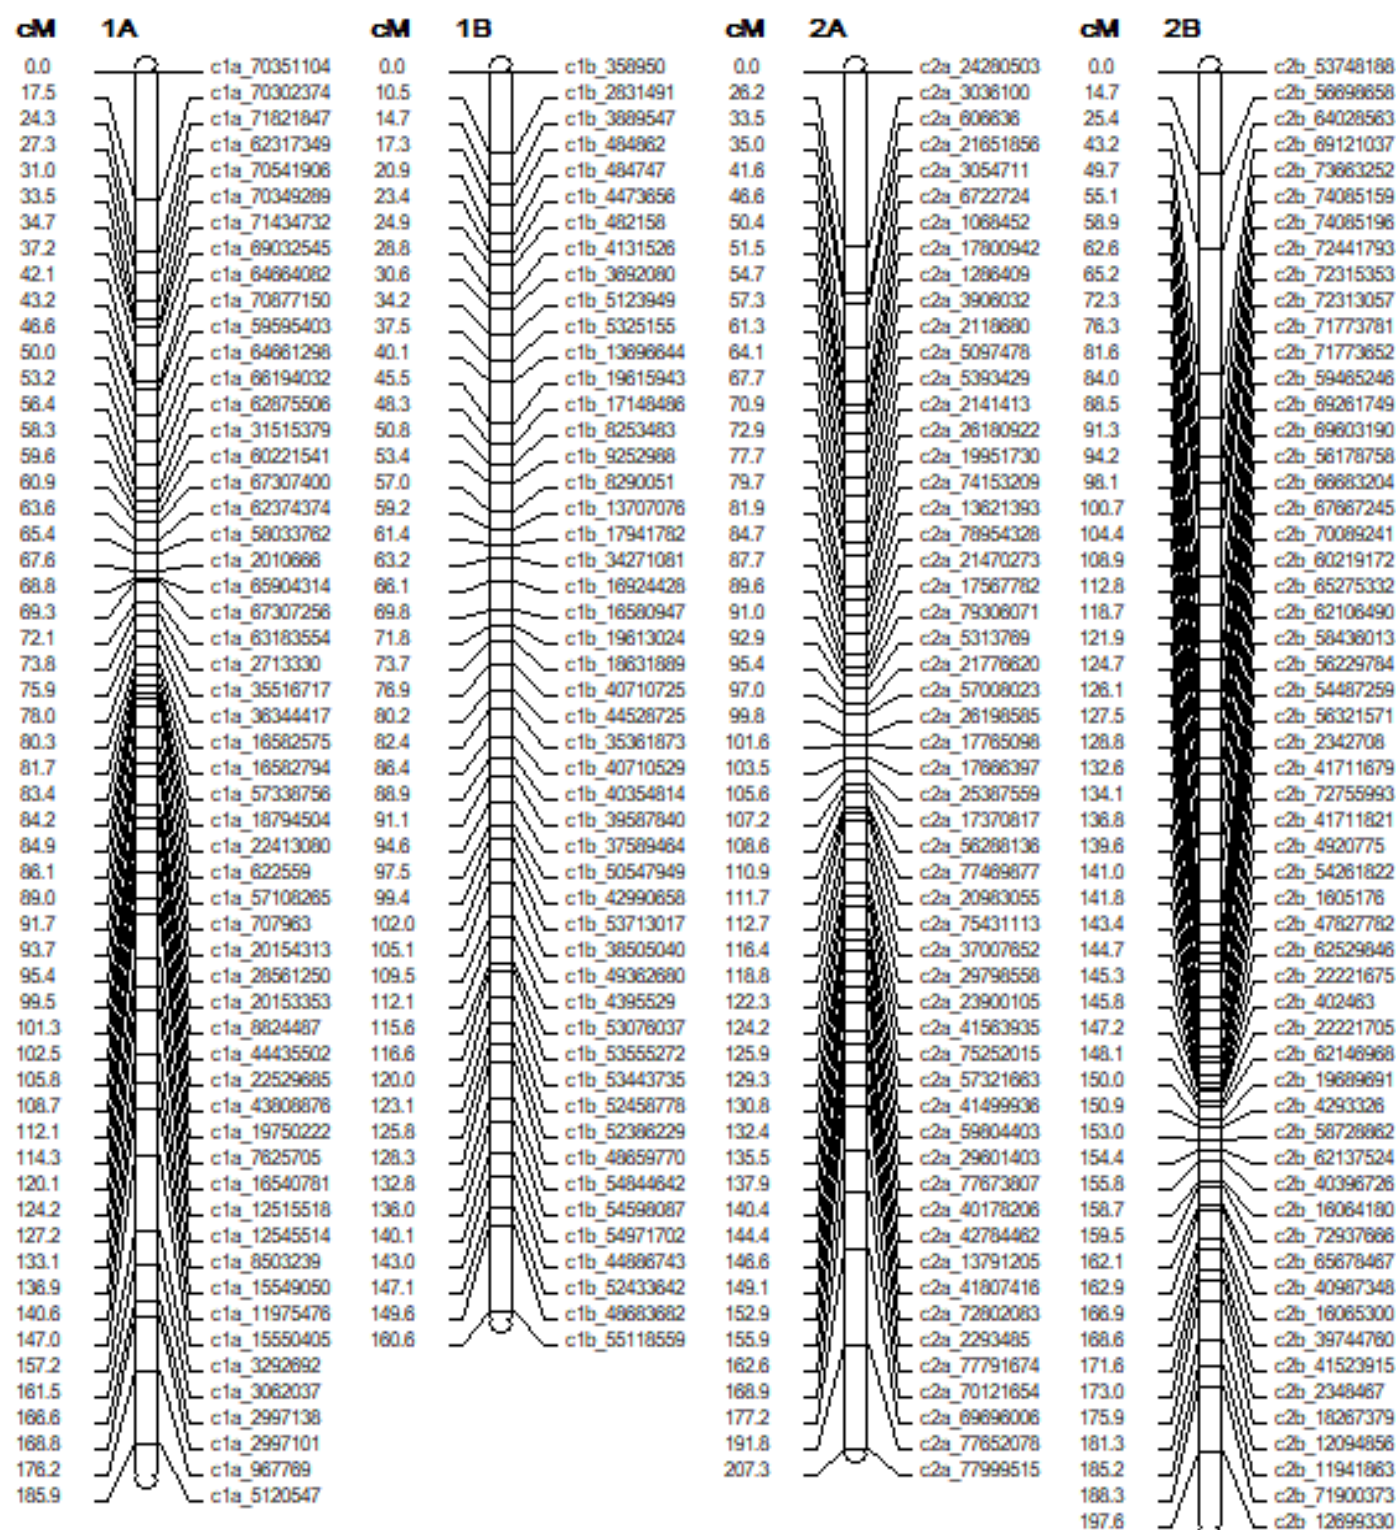 cM 1A
0.0 c1a_70351104
17.5 c1a_70302374
24.3 c1a_71821847
27.3 c1a_62317349
31.0 c1a_70541906
33.5 c1a_70349289
34.7 c1a_71434732
37.2 c1a_69032545
42.1 c1a_64664082
43.2 c1a_70877150
46.6 c1a_59595403
50.0 c1a_64661298
53.2 c1a_66194032
56.4 c1a_62875506
58.3 c1a_31515379
59.6 c1a_60221541
60.9 c1a_67307400
63.6 c1a_62374374
65.4 c1a_58033762
67.6 c1a_2010666
68.8 c1a_65904314
69.3 c1a_67307256
72.1 c1a_63183554
73.8 c1a_2713330
75.9 c1a_35516717
78.0 c1a_36344417
80.3 c1a_16582575
81.7 c1a_16582794
83.4 c1a_57338756
84.2 c1a_18794504
84.9 c1a_22413080
86.1 c1a_622559
89.0 c1a_57108265
91.7 c1a_707963
93.7 c1a_20154313
95.4 c1a_28561250
99.5 c1a_20153353
101.3 c1a_8824487
102.5 c1a_44435502
105.8 c1a_22529685
108.7 c1a_43808876
112.1 c1a_19750222
114.3 c1a_7625705
120.1 c1a_16540781
124.2 c1a_12515518
127.2 c1a_12545514
133.1 c1a_8503239
136.9 c1a_15549050
140.6 c1a_11975476
147.0 c1a_15550405
157.2 c1a_3292692
161.5 c1a_3062037
166.6 c1a_2997138
168.8 c1a_2997101
176.2 c1a_967769
185.9 c1a_5120547
cM 1B
0.0 c1b_358950
10.5 c1b_2831491
14.7 c1b_3889547
17.3 c1b_484862
20.9 c1b_484747
23.4 c1b_4473656
24.9 c1b_482158
28.8 c1b_4131526
30.6 c1b_3692080
34.2 c1b_5123949
37.5 c1b_5325155
40.1 c1b_13696644
45.5 c1b_19615943
48.3 c1b_17148486
50.8 c1b_8253483
53.4 c1b_9252988
57.0 c1b_8290051
59.2 c1b_13707076
61.4 c1b_17941782
63.2 c1b_34271081
66.1 c1b_16924428
69.8 c1b_16580947
71.8 c1b_19613024
73.7 c1b_18631889
76.9 c1b_40710725
80.2 c1b_44528725
82.4 c1b_35361873
86.4 c1b_40710529
88.9 c1b_40354814
91.1 c1b_39587840
94.6 c1b_37589464
97.5 c1b_50547949
99.4 c1b_42990658
102.0 c1b_53713017
105.1 c1b_38505040
109.5 c1b_49362680
112.1 c1b_4395529
115.6 c1b_53076037
116.6 c1b_53555272
120.0 c1b_53443735
123.1 c1b_52458778
125.8 c1b_52386229
128.3 c1b_48659770
132.8 c1b_54844642
136.0 c1b_54598087
140.1 c1b_54971702
143.0 c1b_44886743
147.1 c1b_52433642
149.6 c1b_48683682
160.6 c1b_55118559
cM 2A
0.0 c2a_24280503
26.2 c2a_3036100
33.5 c2a_606636
35.0 c2a_21651856
41.6 c2a_3054711
46.6 c2a_6722724
50.4 c2a_1068452
51.5 c2a_17800942
54.7 c2a_1286409
57.3 c2a_3906032
61.3 c2a_2118680
64.1 c2a_5097478
67.7 c2a_5393429
70.9 c2a_2141413
72.9 c2a_26180922
77.7 c2a_19951730
79.7 c2a_74153209
81.9 c2a_13621393
84.7 c2a_78954328
87.7 c2a_21470273
89.6 c2a_17567782
91.0 c2a_79306071
92.9 c2a_5313769
95.4 c2a_21776620
97.0 c2a_57008023
99.8 c2a_26198585
101.6 c2a_17765098
103.5 c2a_17666397
105.6 c2a_25387559
107.2 c2a_17370817
108.6 c2a_56288136
110.9 c2a_77469877
111.7 c2a_20983055
112.7 c2a_75431113
116.4 c2a_37007652
118.8 c2a_29798558
122.3 c2a_23900105
124.2 c2a_41563935
125.9 c2a_75252015
129.3 c2a_57321663
130.8 c2a_41499936
132.4 c2a_59804403
135.5 c2a_29601403
137.9 c2a_77673807
140.4 c2a_40178206
144.4 c2a_42784462
146.6 c2a_13791205
149.1 c2a_41807416
152.9 c2a_72802083
155.9 c2a_2293485
162.6 c2a_77791674
168.9 c2a_70121654
177.2 c2a_69696006
191.8 c2a_77652078
207.3 c2a_77999515
cM 2B
0.0 c2b_53748188
14.7 c2b_56698658
25.4 c2b_64028563
43.2 c2b_69121037
49.7 c2b_73663252
55.1 c2b_74085159
58.9 c2b_74085196
62.6 c2b_72441793
65.2 c2b_72315353
72.3 c2b_72313057
76.3 c2b_71773781
81.6 c2b_71773652
84.0 c2b_59465246
88.5 c2b_69261749
91.3 c2b_69603190
94.2 c2b_56178758
98.1 c2b_66683204
100.7 c2b_67667245
104.4 c2b_70089241
108.9 c2b_60219172
112.8 c2b_65275332
118.7 c2b_62106490
121.9 c2b_58436013
124.7 c2b_56229784
126.1 c2b_54487259
127.5 c2b_56321571
128.8 c2b_2342708
132.6 c2b_41711679
134.1 c2b_72755993
136.8 c2b_41711821
139.6 c2b_4920775
141.0 c2b_54261822
141.8 c2b_1605176
143.4 c2b_47827782
144.7 c2b_62529846
145.3 c2b_22221675
145.8 c2b_402463
147.2 c2b_22221705
148.1 c2b_62146968
150.0 c2b_19689691
150.9 c2b_4293326
153.0 c2b_58728862
154.4 c2b_62137524
155.8 c2b_40396726
158.7 c2b_16064180
159.5 c2b_72937666
162.1 c2b_65678467
162.9 c2b_40987348
166.9 c2b_16065300
168.6 c2b_39744760
171.6 c2b_41523915
173.0 c2b_2348467
175.9 c2b_18267379
181.3 c2b_12094856
185.2 c2b_11941863
188.3 c2b_71900373
197.6 c2b_12699330